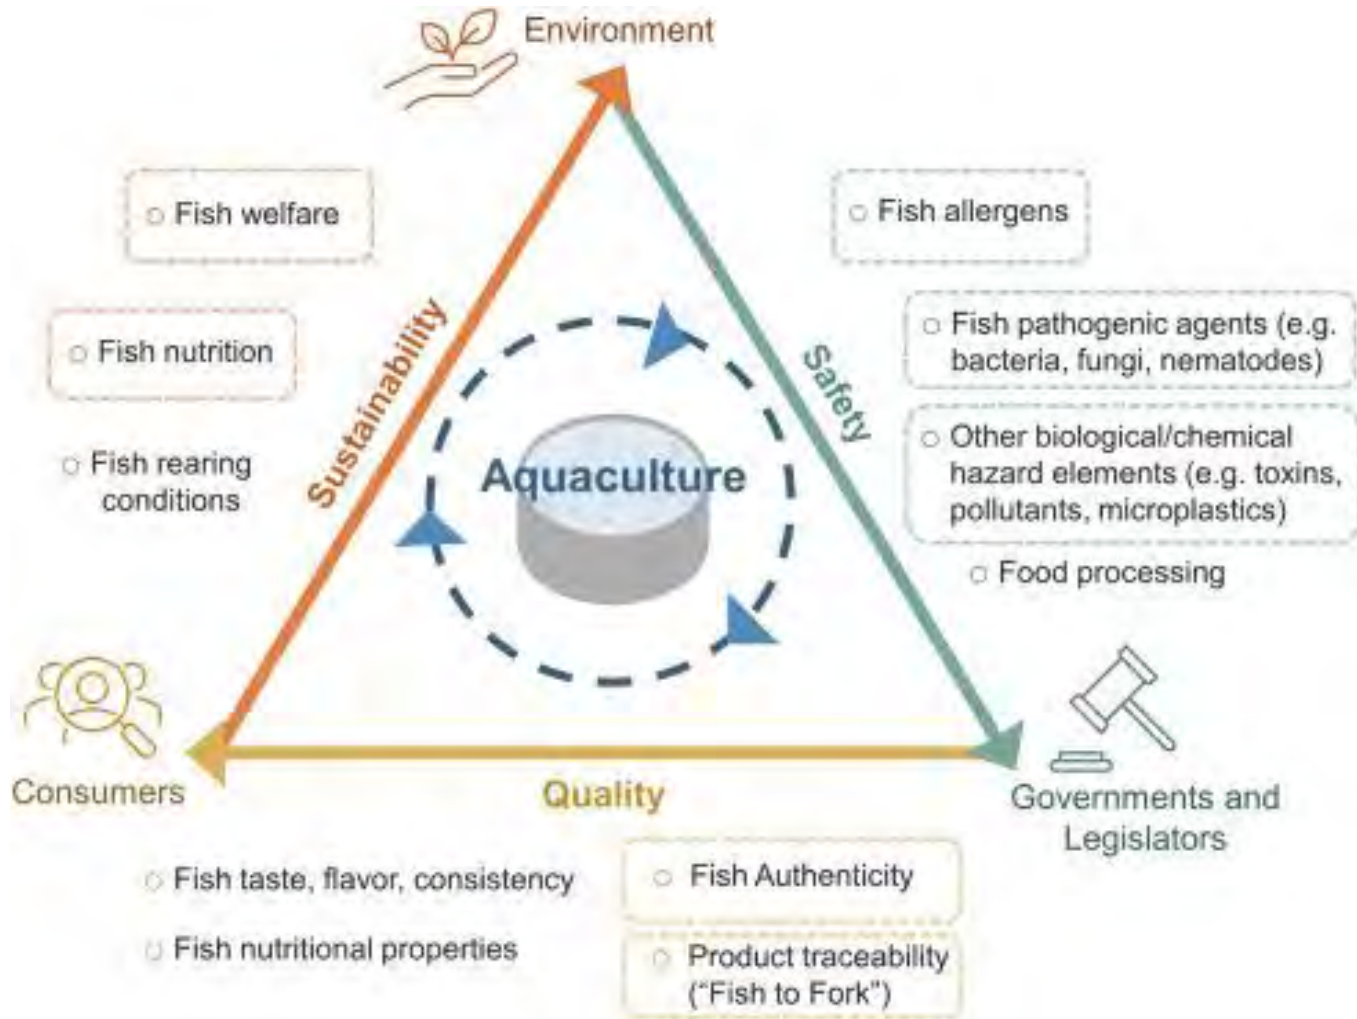 Environment
Fish welfare
Fish nutrition
Fish rearing
conditions
Sustainability
Aquaculture
Safety
Fish allergens
Fish pathogenic agents (e.g.
bacteria, fungi, nematodes)
Other biological/chemical
hazard elements (e.g. toxins,
pollutants, microplastics)
Food processing
Consumers
Quality
Governments and
Legislators
Fish taste, flavor, consistency
Fish nutritional properties
Fish Authenticity
Product traceability
("Fish to Fork")